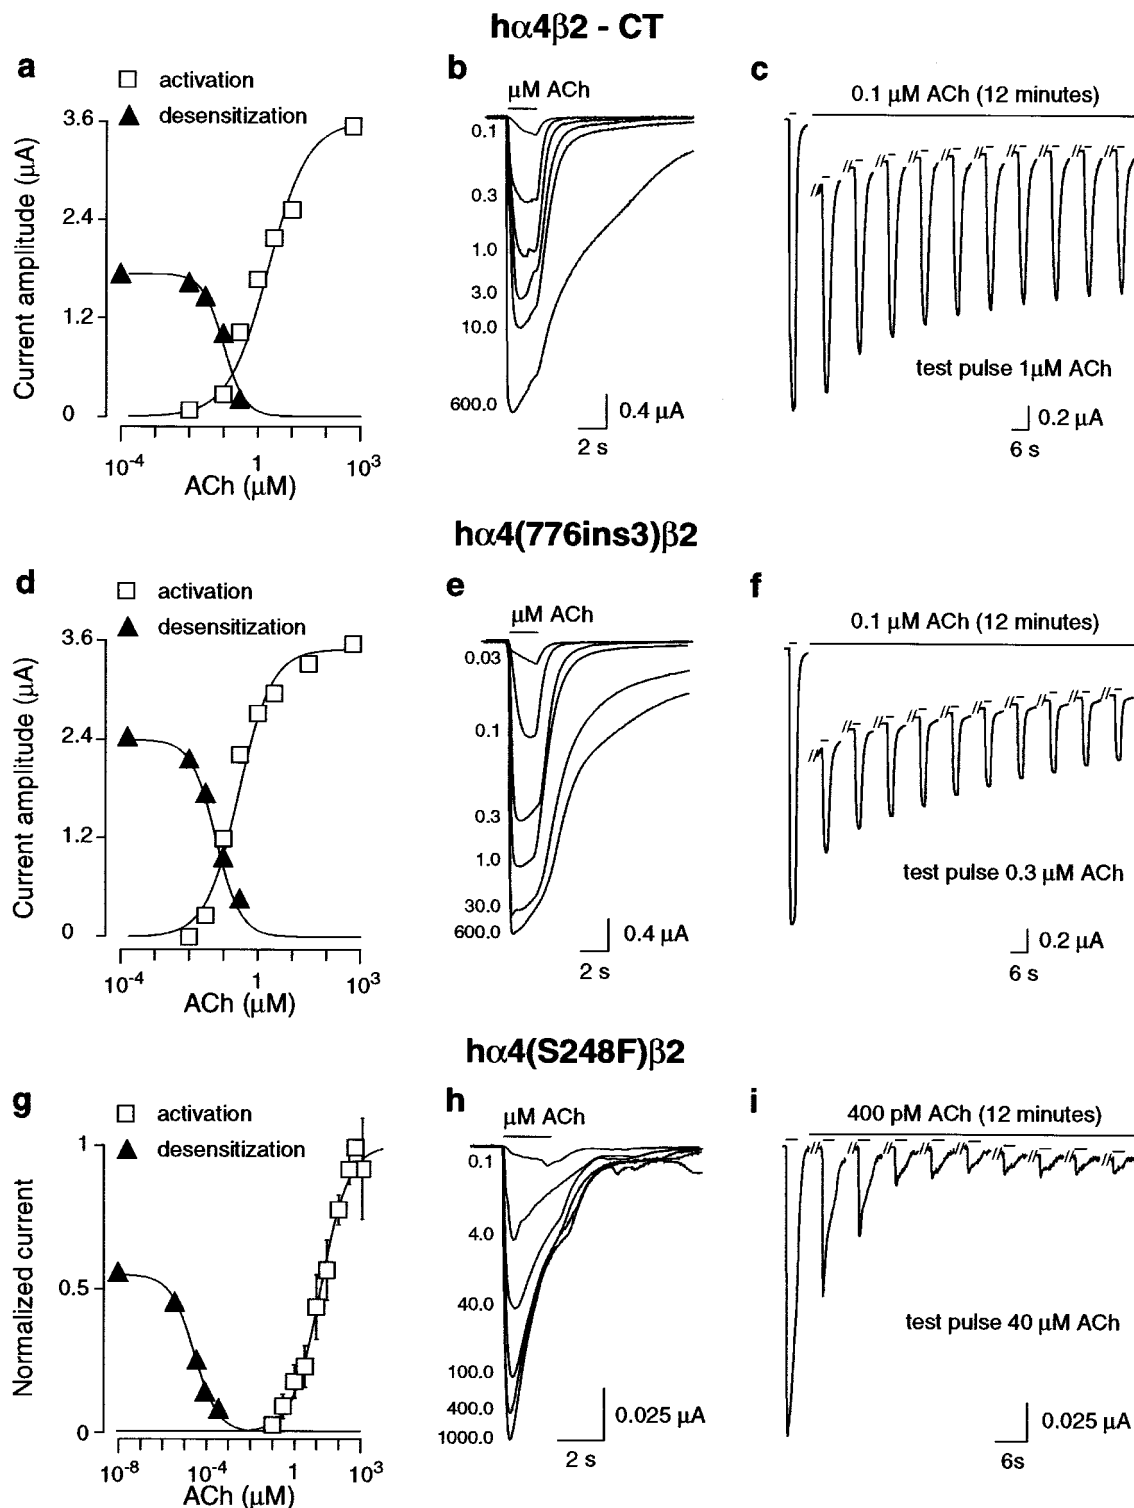 hα4β2 - CT
a
□ activation
▲ desensitization
Current amplitude (μA)
3.6
2.4
1.2
0
10-4
1
103
ACh (μM)
b
μM ACh
0.1
0.3
1.0
3.0
10.0
600.0
0.4 μA
2 s
c
0.1 μM ACh (12 minutes)
test pulse 1μM ACh
0.2 μA
6 s
hα4(776ins3)β2
d
□ activation
▲ desensitization
Current amplitude (μA)
3.6
2.4
1.2
0
10-4
1
103
ACh (μM)
e
μM ACh
0.03
0.1
0.3
1.0
30.0
600.0
0.4 μA
2 s
f
0.1 μM ACh (12 minutes)
test pulse 0.3 μM ACh
0.2 μA
6 s
hα4(S248F)β2
g
□ activation
▲ desensitization
Normalized current
1
0.5
0
10-8
10-4
1
103
ACh (μM)
h
μM ACh
0.1
4.0
40.0
100.0
400.0
1000.0
0.025 μA
2 s
i
400 pM ACh (12 minutes)
test pulse 40 μM ACh
0.025 μA
6s